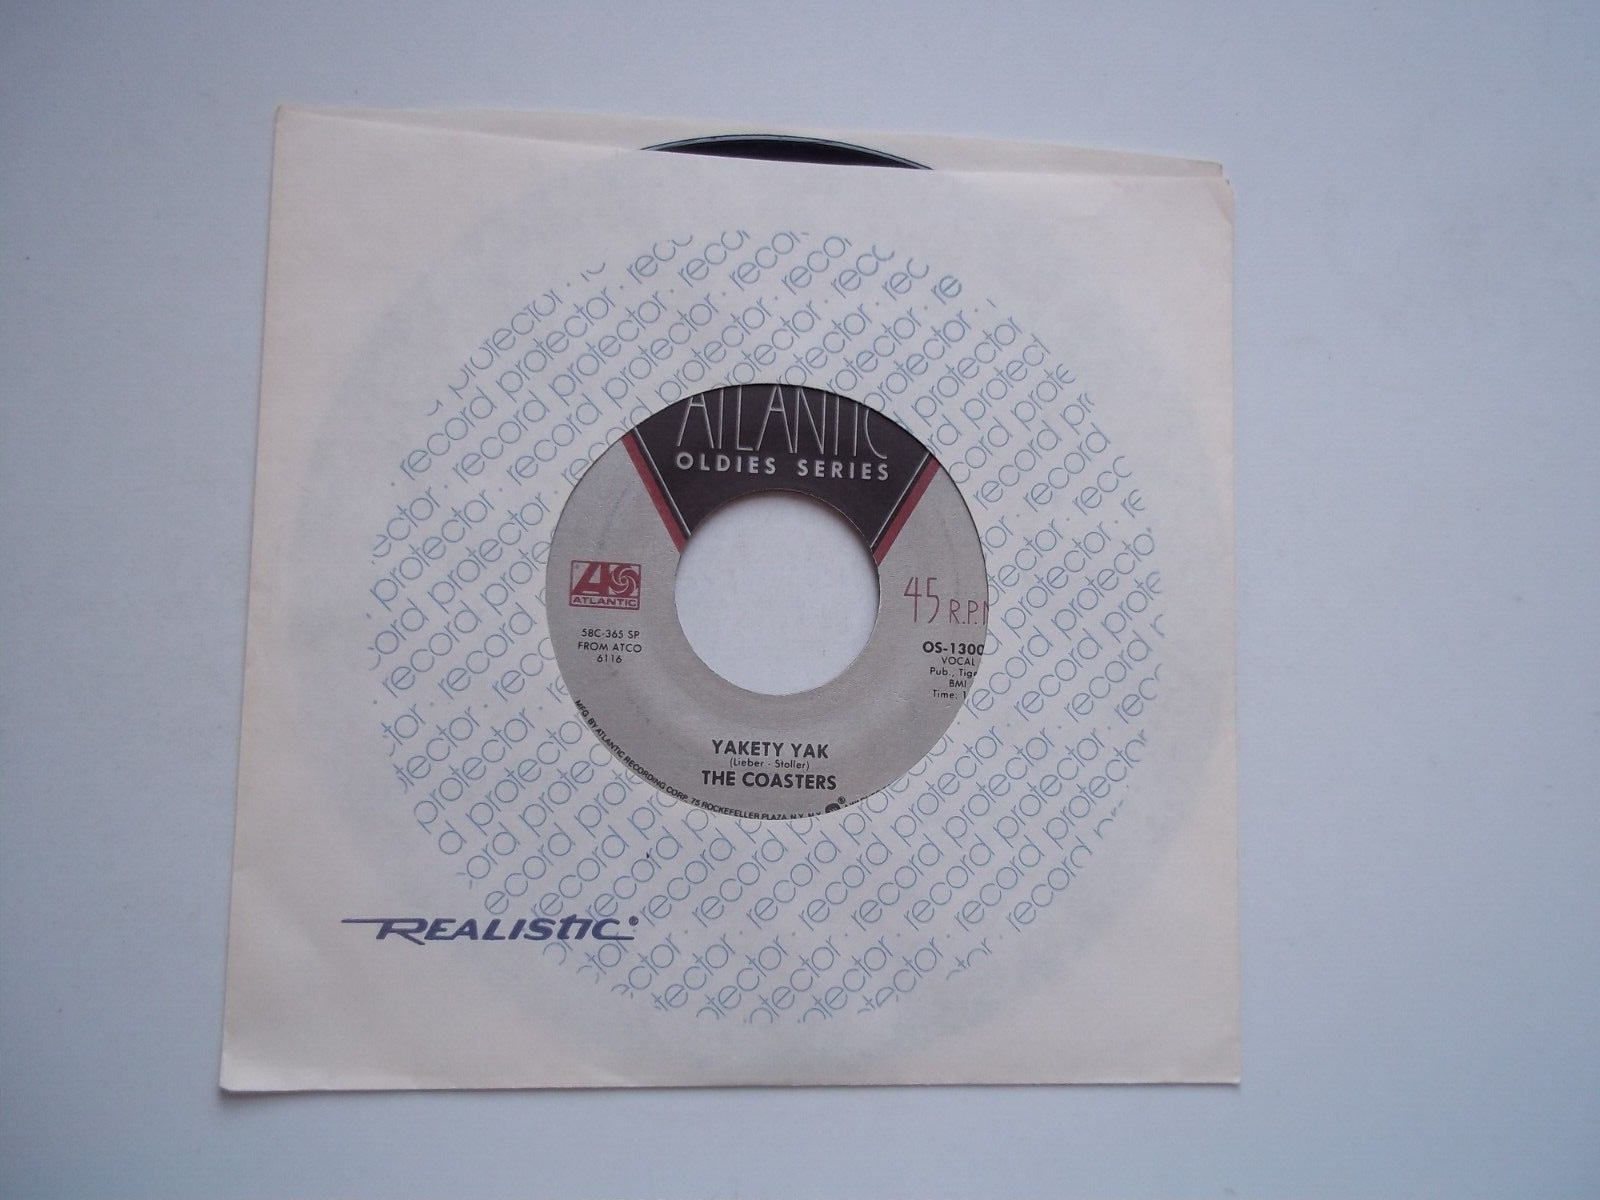 ATLANTIC
OLDIES SERIES
ATLANTIC
58C-365 SP
FROM ATCO
6116
45 R.P.
OS-1300
VOCAL
Pub.,
BMI
Time: 1
YAKETY YAK
(Lieber - Stoller)
THE COASTERS
MFG. BY ATLANTIC RECORDING CORP. 75 ROCKEFELLER PLAZA, N.Y., N.Y.
record protector · record protector · record protector
REALISTIC®